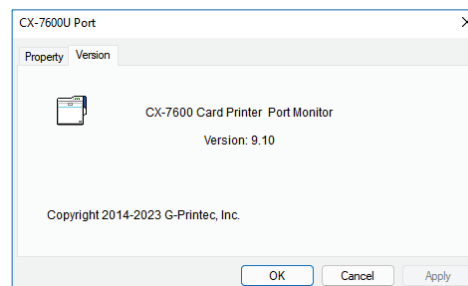 CX-7600U Port
Property Version
CX-7600 Card Printer Port Monitor
Version: 9.10
Copyright 2014-2023 G-Printec, Inc.
OK Cancel Apply